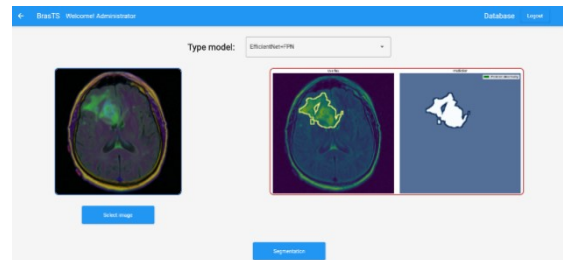 BrasTS Welcome! Administrator
Database Logout
Type model:
EfficientNet+FPN
Select image
Segmentation